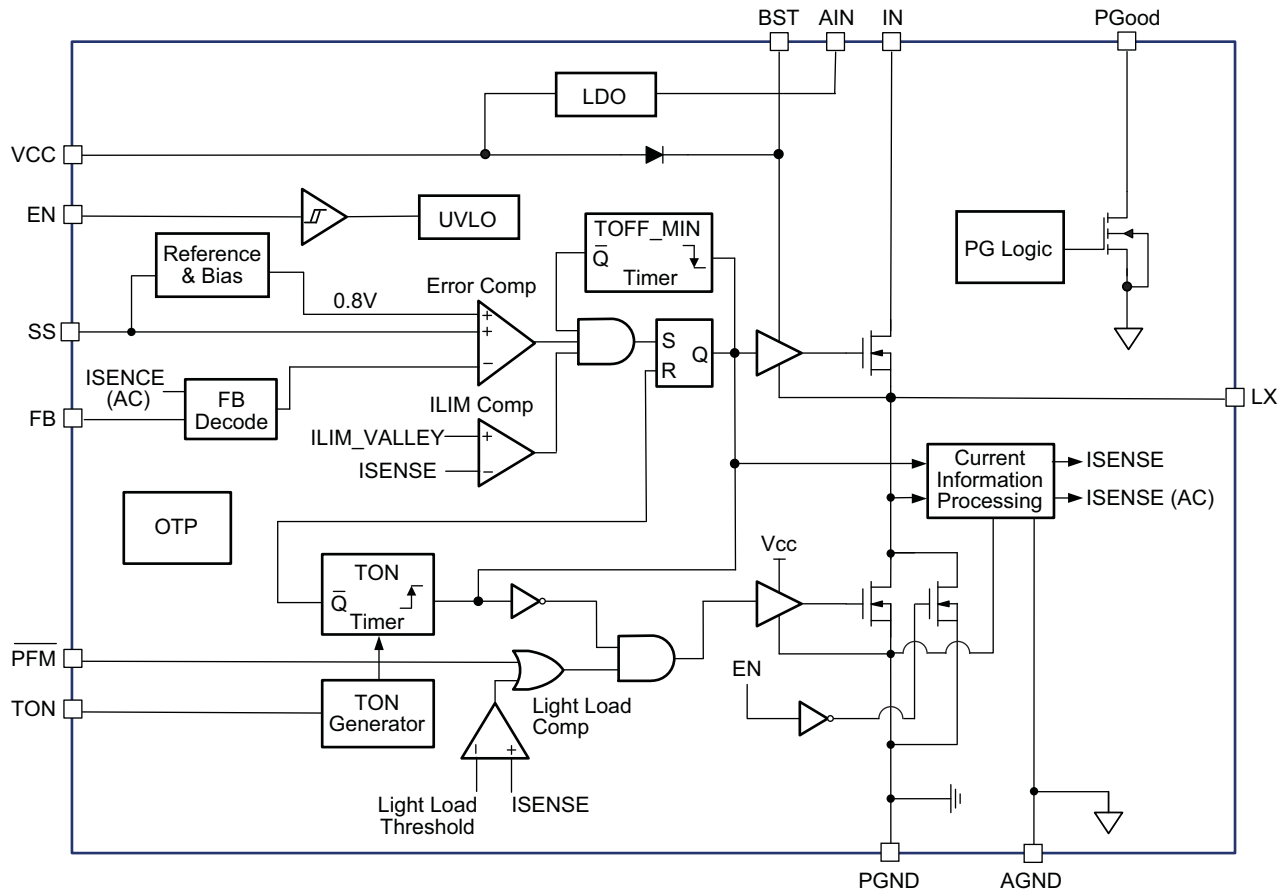 BST AIN IN PGood
LDO
VCC
EN
UVLO
TOFF_MIN
Q̅
Timer
Reference
& Bias
PG Logic
Error Comp
0.8V
+
+
−
SS
S
R
Q
ISENCE
(AC)
FB
FB
Decode
ILIM Comp
ILIM_VALLEY
+
ISENSE
−
LX
Current
Information
Processing
ISENSE
ISENSE (AC)
OTP
Vcc
TON
Q̅
Timer
P̅F̅M̅
EN
TON
TON
Generator
Light Load
Comp
− +
Light Load
Threshold
ISENSE
PGND AGND